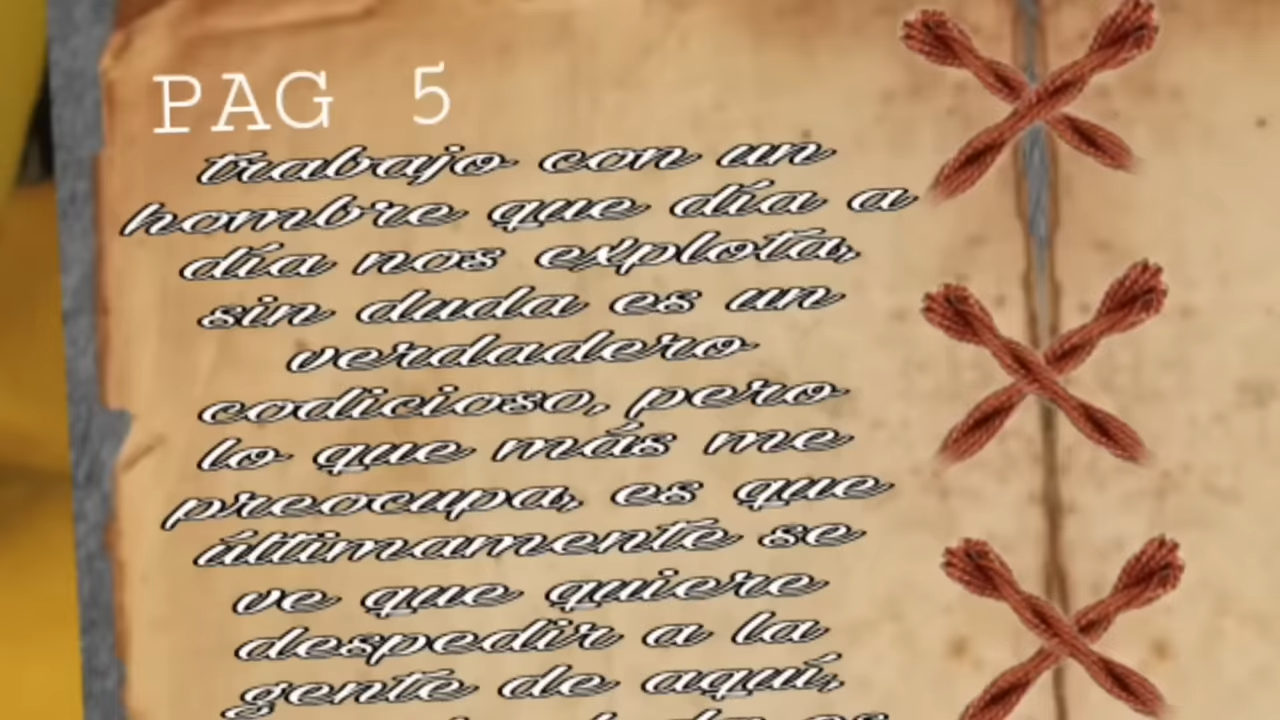 PAG 5
trabajo con un
hombre que día a
día nos explota,
sin duda es un
verdadero
codicioso, pero
lo que más me
preocupa, es que
últimamente se
ve que quiere
despedir a la
gente de aquí,